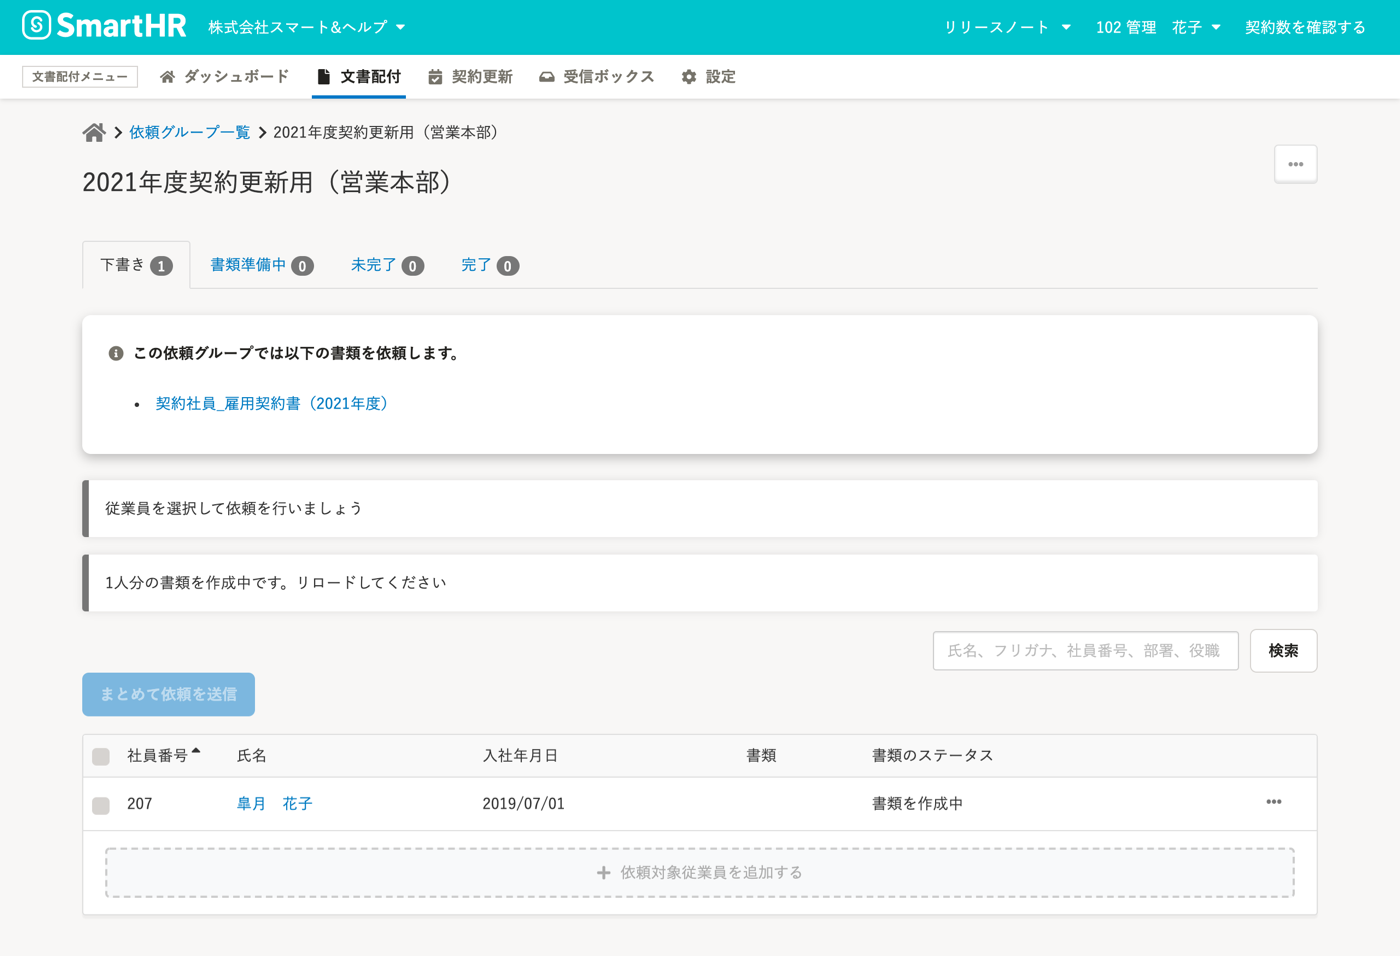 SmartHR 株式会社スマート&ヘルプ リリースノート 102 管理 花子 契約数を確認する
文書配付メニュー ダッシュボード 文書配付 契約更新 受信ボックス 設定
依頼グループ一覧 2021年度契約更新用（営業本部）
2021年度契約更新用（営業本部）
下書き 1 書類準備中 0 未完了 0 完了 0
この依頼グループでは以下の書類を依頼します。
• 契約社員_雇用契約書（2021年度）
従業員を選択して依頼を行いましょう
1人分の書類を作成中です。リロードしてください
氏名、フリガナ、社員番号、部署、役職 検索
まとめて依頼を送信
社員番号 氏名 入社年月日 書類 書類のステータス
207 皐月　花子 2019/07/01 書類を作成中
依頼対象従業員を追加する